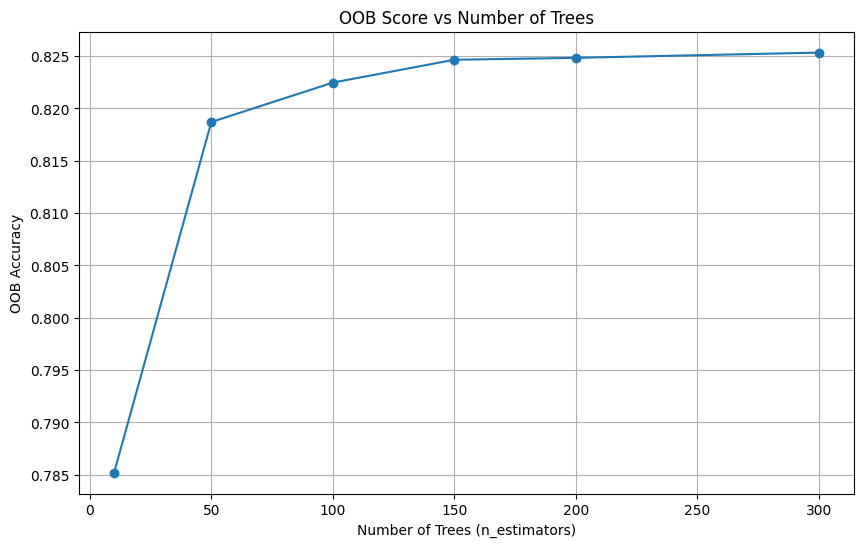 OOB Score vs Number of Trees
OOB Accuracy
0.825
0.820
0.815
0.810
0.805
0.800
0.795
0.790
0.785
0 50 100 150 200 250 300
Number of Trees (n_estimators)